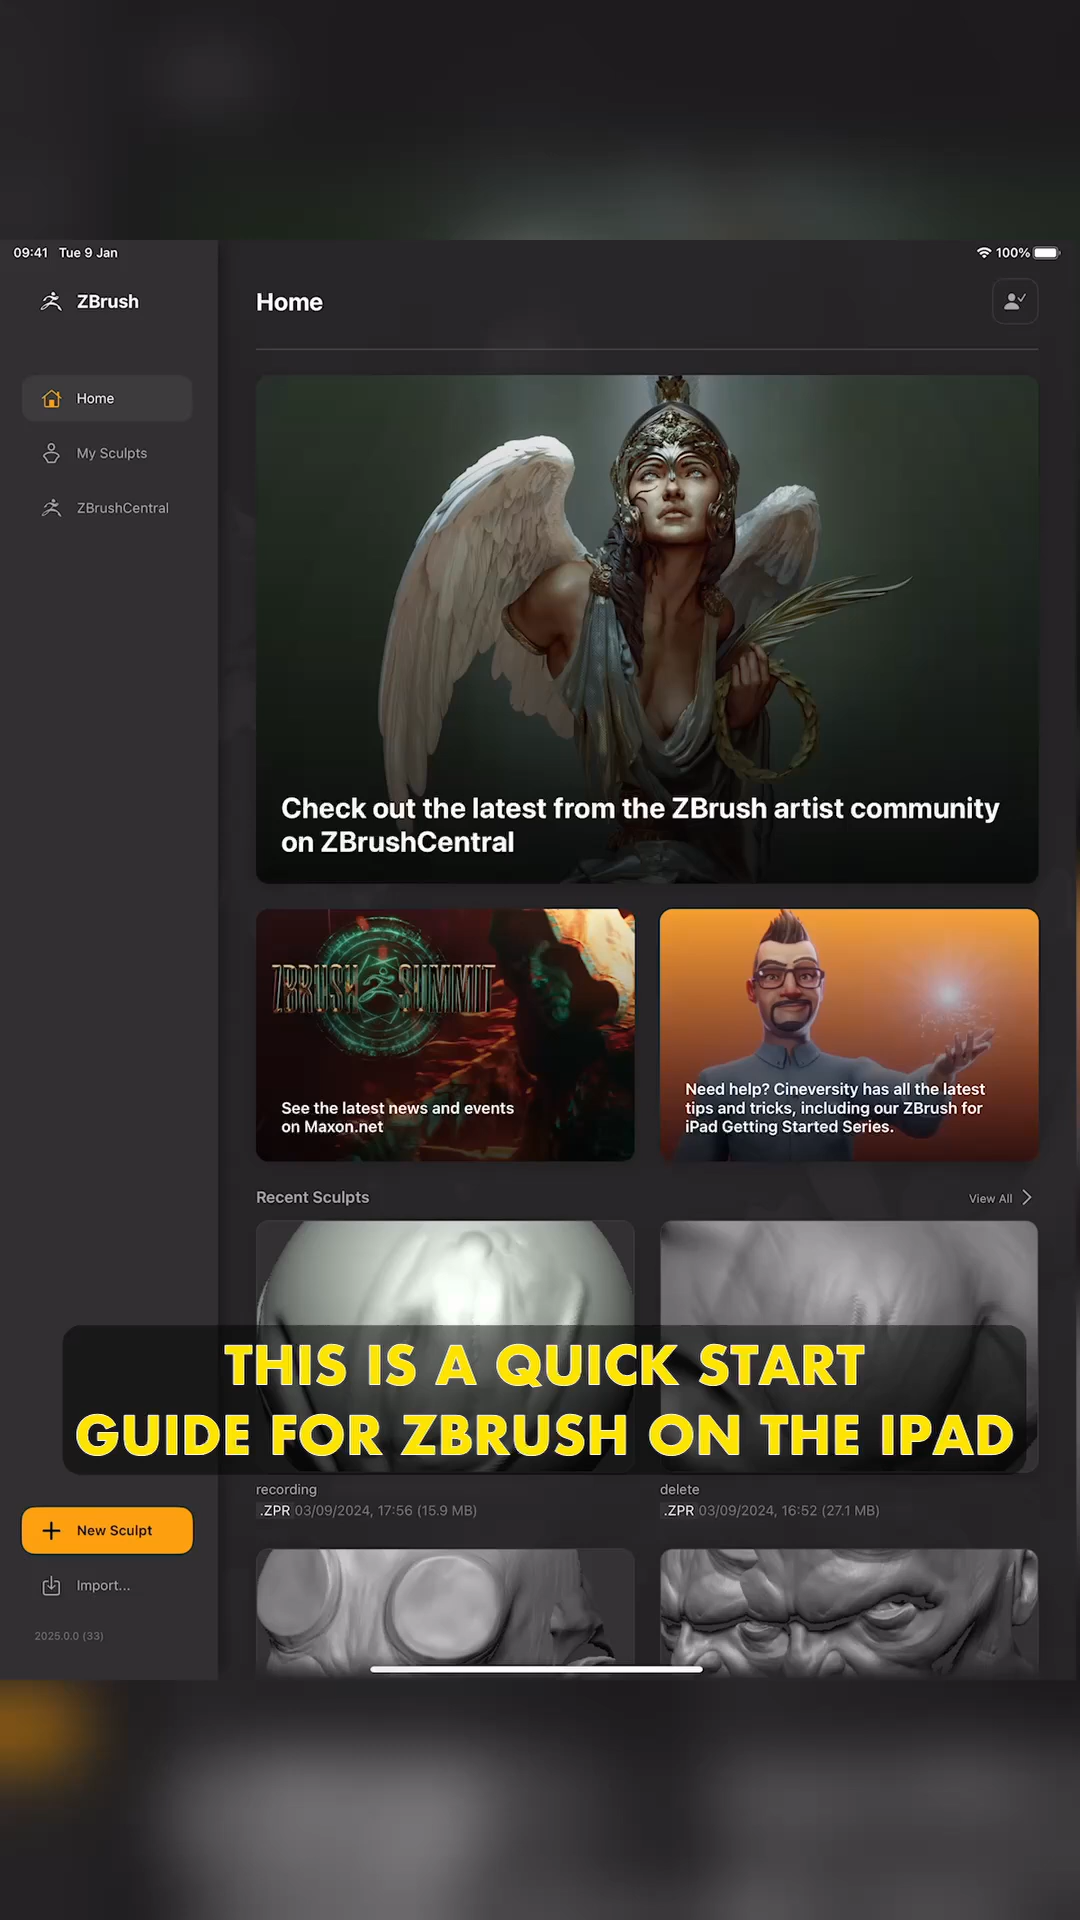 09:41 Tue 9 Jan
100%
ZBrush
Home
My Sculpts
ZBrushCentral
Home
Check out the latest from the ZBrush artist community
on ZBrushCentral
ZBRUSH SUMMIT
See the latest news and events
on Maxon.net
Need help? Cineversity has all the latest
tips and tricks, including our ZBrush for
iPad Getting Started Series.
Recent Sculpts
View All
THIS IS A QUICK START
GUIDE FOR ZBRUSH ON THE IPAD
recording
.ZPR 03/09/2024, 17:56 (15.9 MB)
delete
.ZPR 03/09/2024, 16:52 (27.1 MB)
New Sculpt
Import...
2025.0.0 (33)